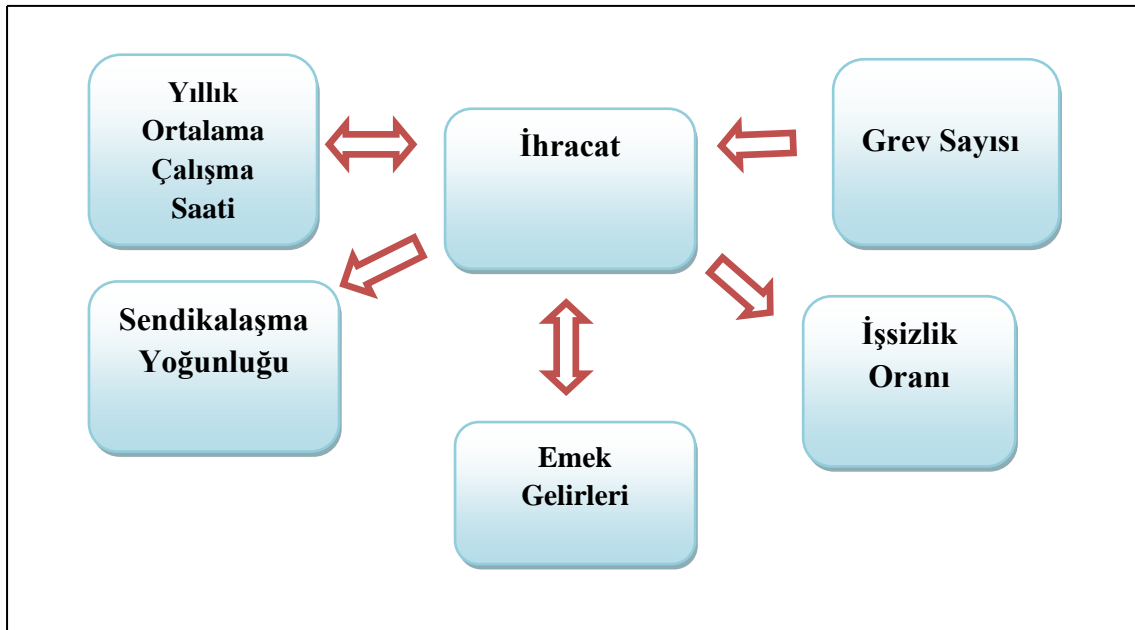 Yıllık
Ortalama
Çalışma
Saati
İhracat
Grev Sayısı
Sendikalaşma
Yoğunluğu
İşsizlik
Oranı
Emek
Gelirleri